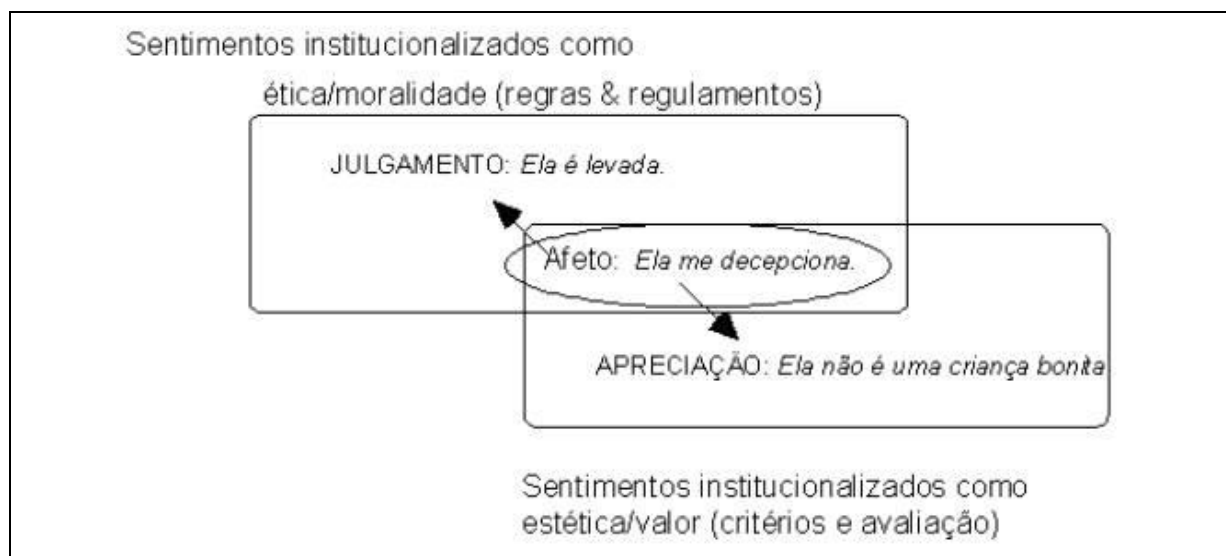 Sentimentos institucionalizados como
ética/moralidade (regras & regulamentos)
JULGAMENTO: Ela é levada.
Afeto: Ela me decepciona.
APRECIAÇÃO: Ela não é uma criança bonita
Sentimentos institucionalizados como
estética/valor (critérios e avaliação)